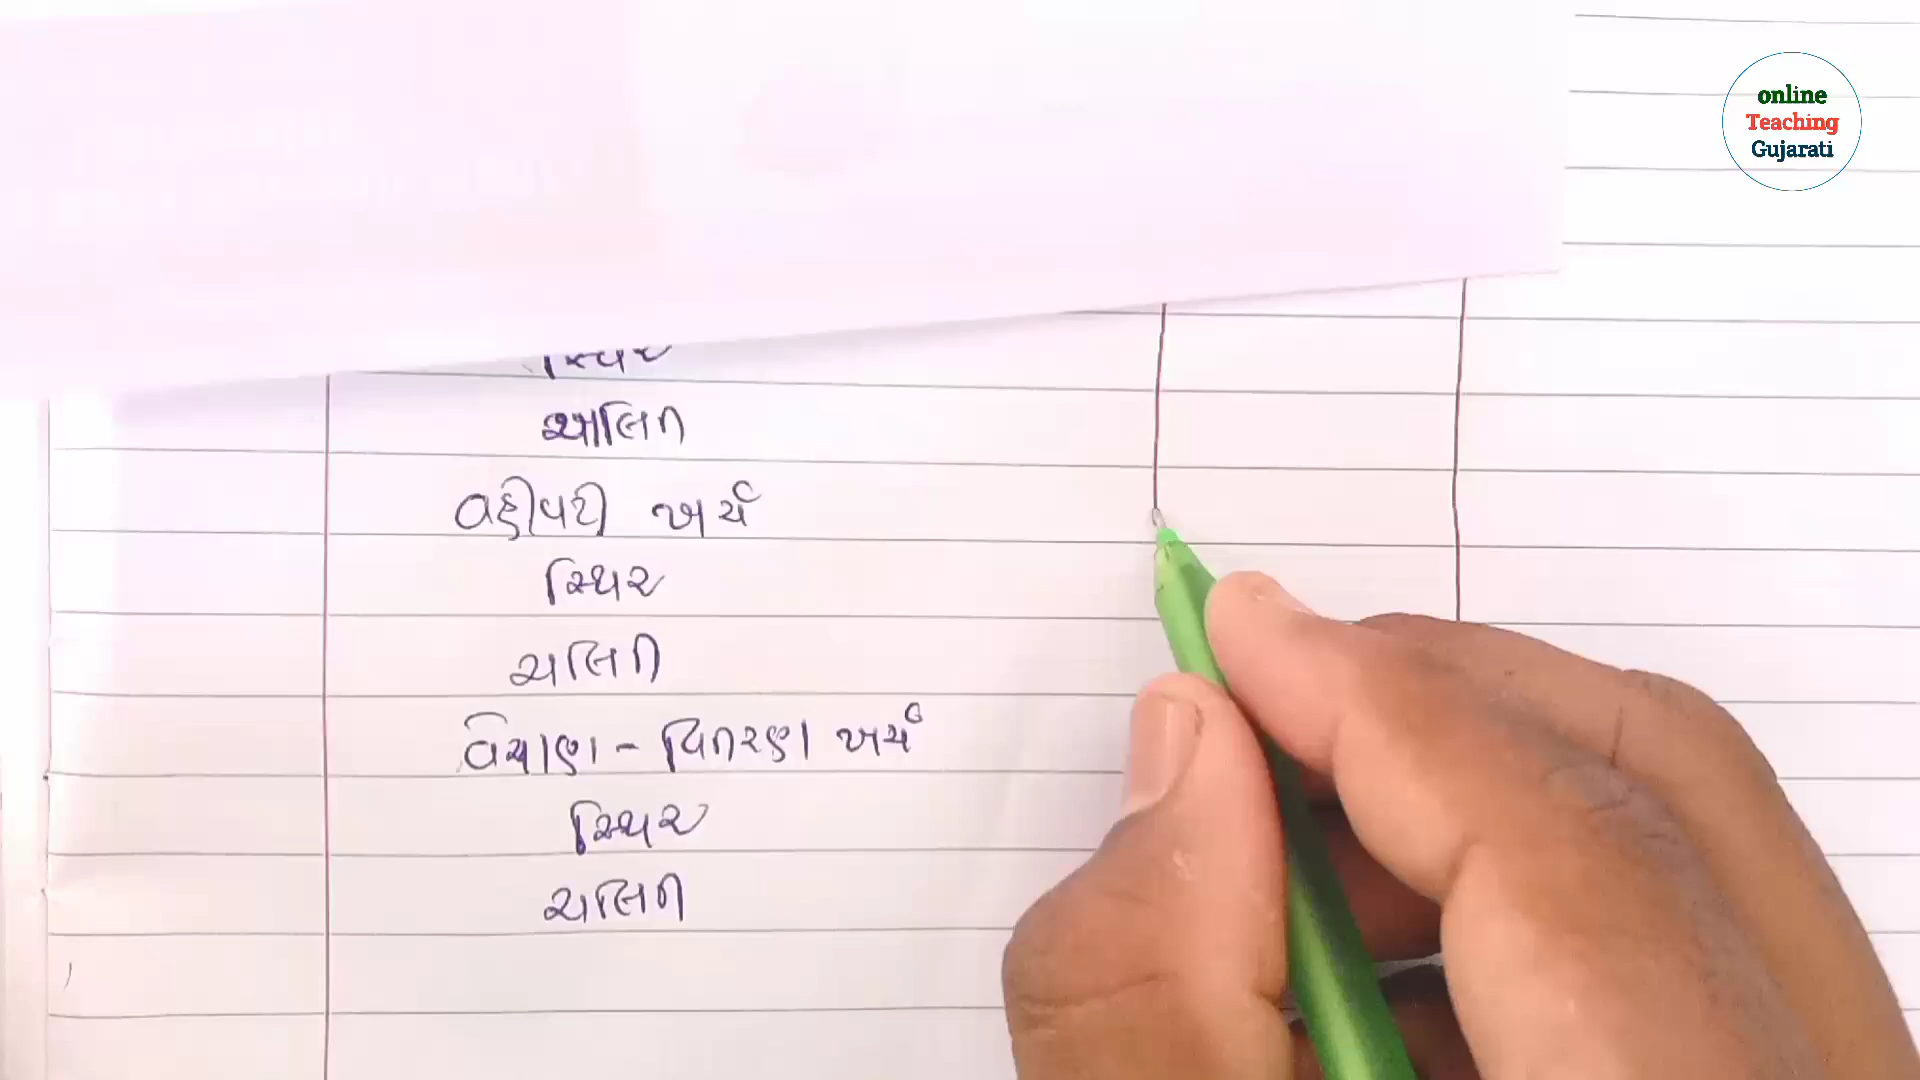 online
Teaching
Gujarati
સ્થિર
ચલિત
વહીવટી ખર્ચ
સ્થિર
ચલિત
વેચાણ - વિતરણ ખર્ચ
સ્થિર
ચલિત